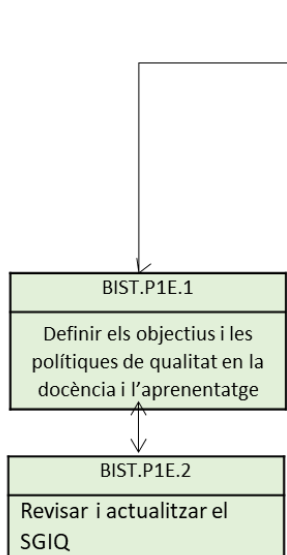 BIST.P1E.1
Definir els objectius i les
polítiques de qualitat en la
docència i l'aprenentatge
BIST.P1E.2
Revisar i actualitzar el
SGIQ